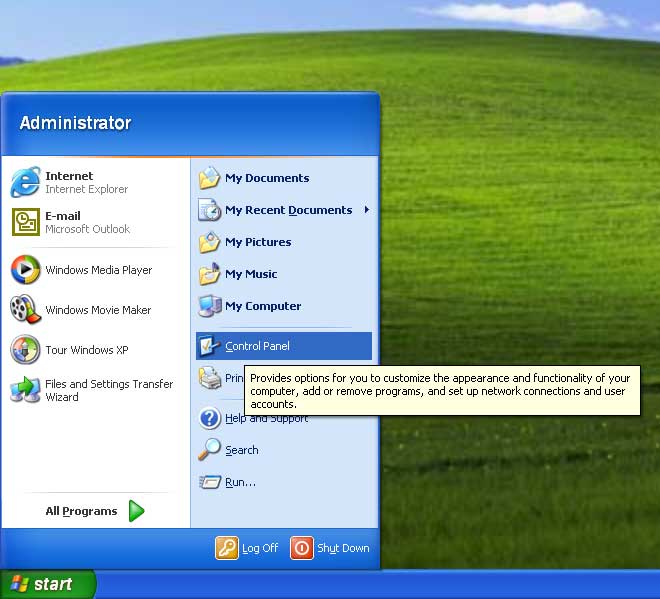 Administrator
Internet
Internet Explorer
E-mail
Microsoft Outlook
Windows Media Player
Windows Movie Maker
Tour Windows XP
Files and Settings Transfer
Wizard
All Programs
My Documents
My Recent Documents
My Pictures
My Music
My Computer
Control Panel
Prin
Provides options for you to customize the appearance and functionality of your
computer, add or remove programs, and set up network connections and user
accounts.
Help and Support
Search
Run...
Log Off
Shut Down
start